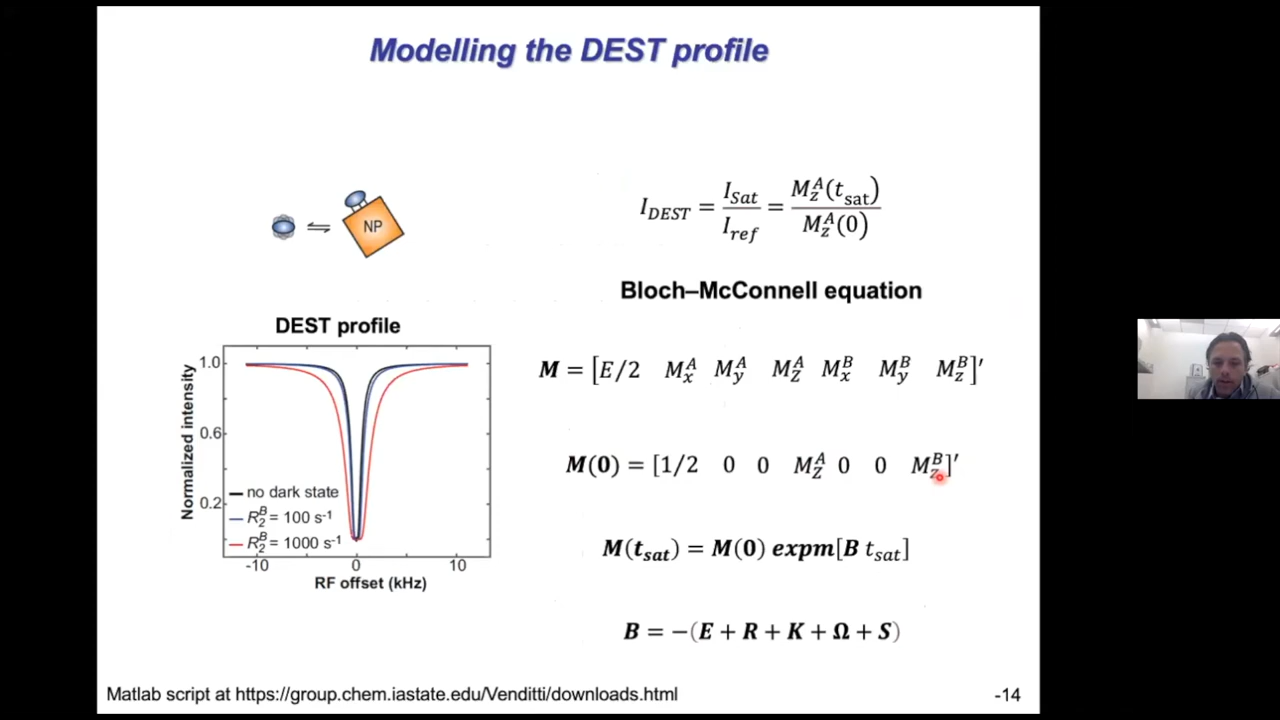 Modelling the DEST profile
NP
I_DEST = I_Sat / I_ref = M_z^A(t_sat) / M_z^A(0)
Bloch–McConnell equation
DEST profile
M = [E/2 M_x^A M_y^A M_z^A M_x^B M_y^B M_z^B]′
M(0) = [1/2 0 0 M_z^A 0 0 M_z^B]′
M(t_sat) = M(0) expm[B t_sat]
B = −(E + R + K + Ω + S)
Normalized intensity
1.0
0.6
0.2
no dark state
R_2^B = 100 s⁻¹
R_2^B = 1000 s⁻¹
-10 0 10
RF offset (kHz)
Matlab script at https://group.chem.iastate.edu/Venditti/downloads.html
-14